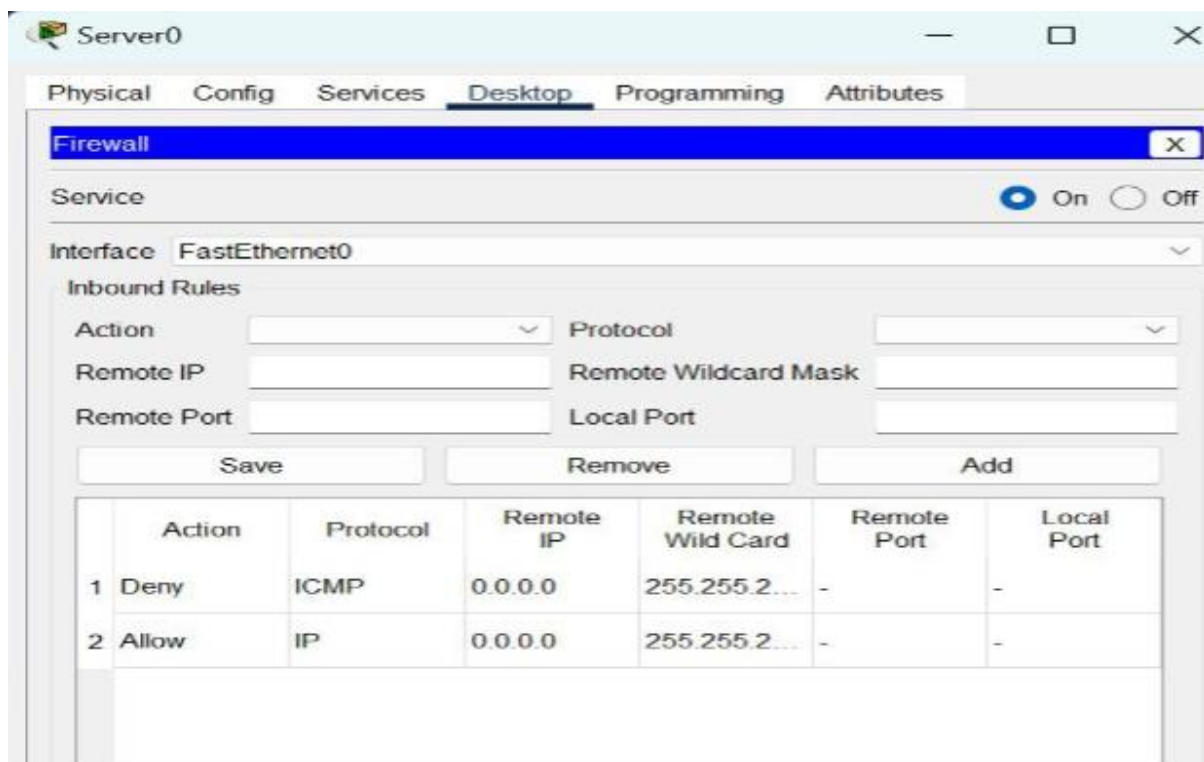 Server0
Physical Config Services Desktop Programming Attributes
Firewall X
Service On Off
Interface FastEthernet0
Inbound Rules
Action Protocol
Remote IP Remote Wildcard Mask
Remote Port Local Port
Save Remove Add
Action Protocol Remote IP Remote Wild Card Remote Port Local Port
1 Deny ICMP 0.0.0.0 255.255.2... - -
2 Allow IP 0.0.0.0 255.255.2... - -